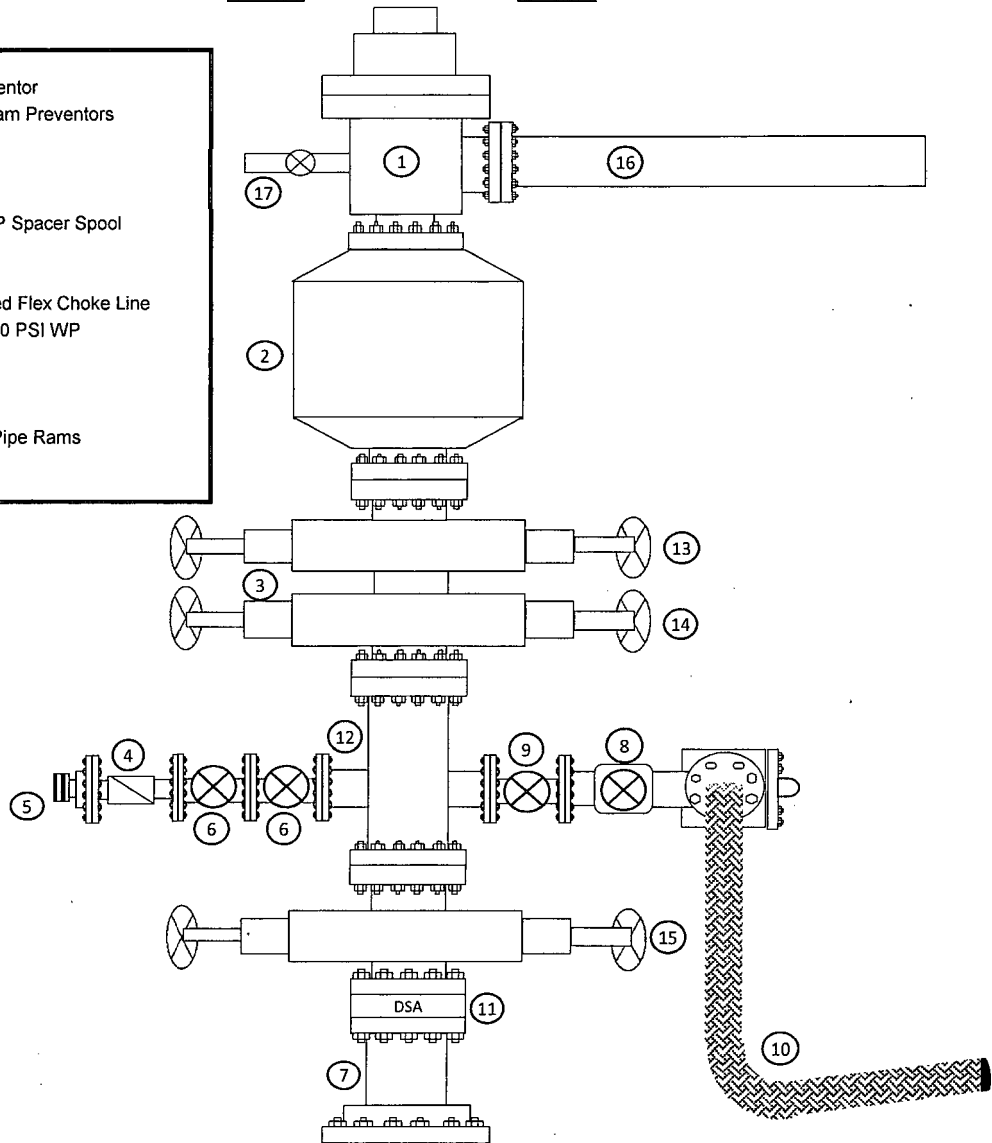 entor
am Preventors
P Spacer Spool
ed Flex Choke Line
0 PSI WP
Pipe Rams
1
16
17
2
13
3
14
12
4
9
8
5
6
6
15
DSA
11
10
7